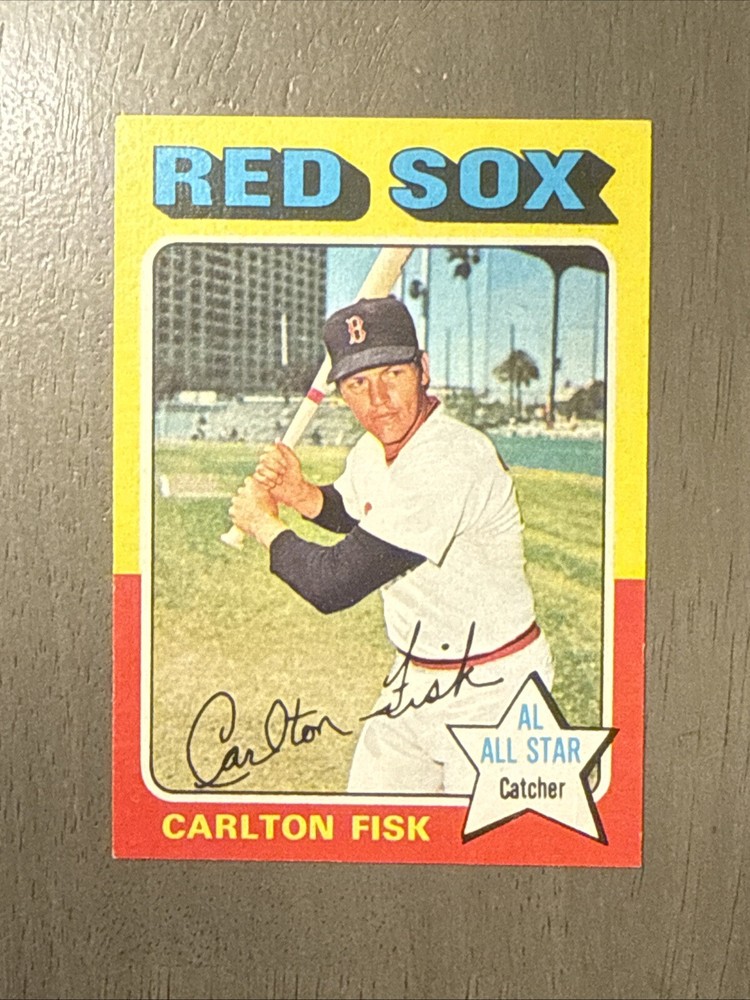 RED SOX
B
Carlton Fisk
AL
ALL STAR
Catcher
CARLTON FISK